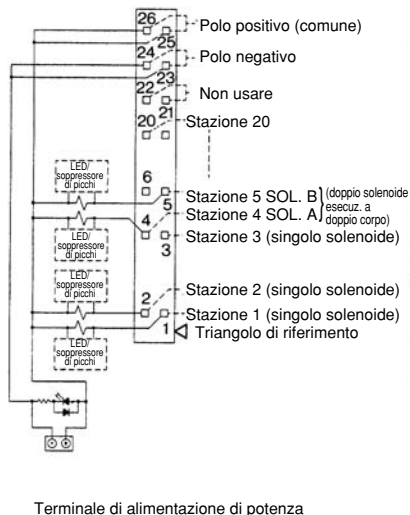 26
Polo positivo (comune)
25
24
Polo negativo
23
22
Non usare
21
20
Stazione 20
LED/
soppressore
di picchi
6
5
Stazione 5 SOL. B
Stazione 4 SOL. A
(doppio solenoide
esecuz. a
doppio corpo)
4
Stazione 3 (singolo solenoide)
3
LED/
soppressore
di picchi
LED/
soppressore
di picchi
2
Stazione 2 (singolo solenoide)
Stazione 1 (singolo solenoide)
1
Triangolo di riferimento
LED/
soppressore
di picchi
Terminale di alimentazione di potenza